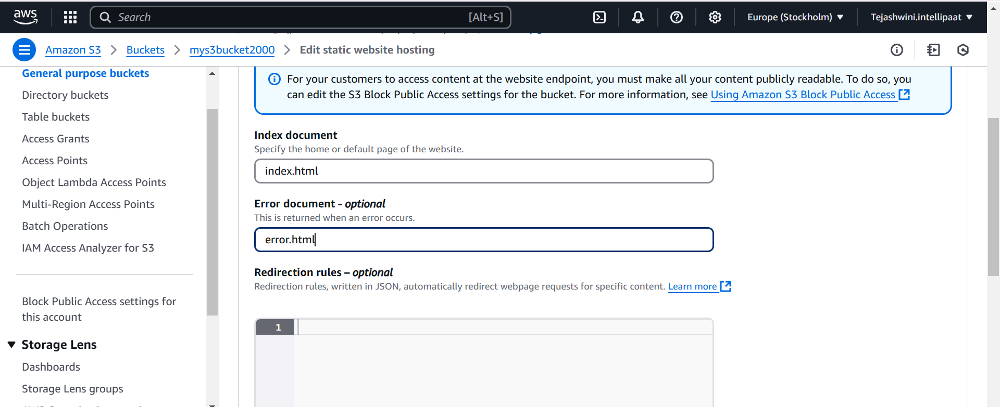 aws
Search [Alt+S]
Europe (Stockholm)
Tejashwini.intellipaat
Amazon S3 > Buckets > mys3bucket2000 > Edit static website hosting
General purpose buckets
Directory buckets
Table buckets
Access Grants
Access Points
Object Lambda Access Points
Multi-Region Access Points
Batch Operations
IAM Access Analyzer for S3
Block Public Access settings for
this account
Storage Lens
Dashboards
Storage Lens groups
For your customers to access content at the website endpoint, you must make all your content publicly readable. To do so, you
can edit the S3 Block Public Access settings for the bucket. For more information, see Using Amazon S3 Block Public Access
Index document
Specify the home or default page of the website.
index.html
Error document - optional
This is returned when an error occurs.
error.html
Redirection rules – optional
Redirection rules, written in JSON, automatically redirect webpage requests for specific content. Learn more
1